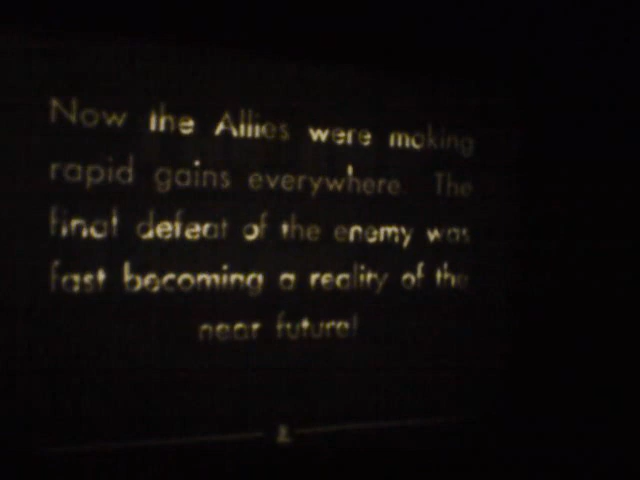 Now the Allies were making
rapid gains everywhere. The
final defeat of the enemy was
fast becoming a reality of the
near future!